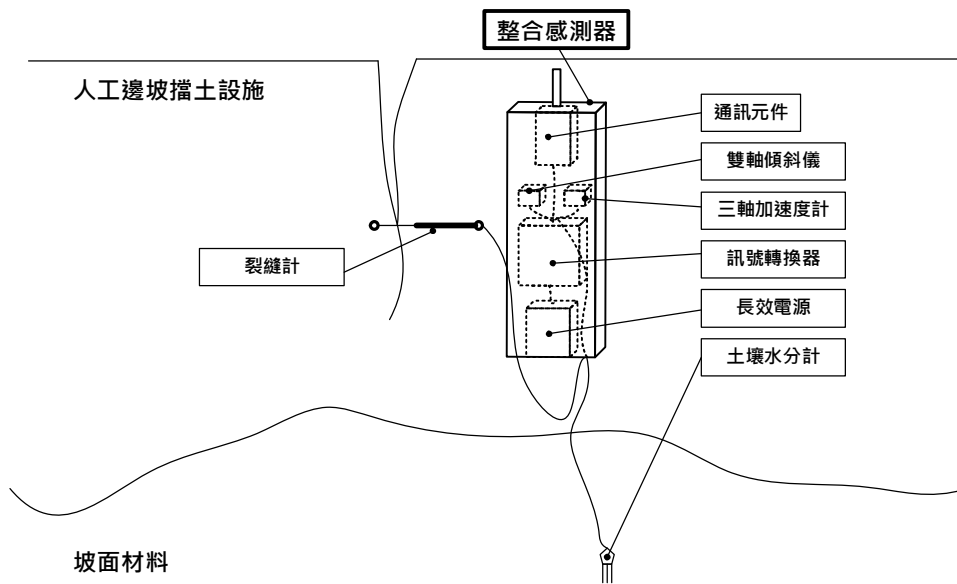 整合感測器
人工邊坡擋土設施
通訊元件
雙軸傾斜儀
三軸加速度計
裂縫計
訊號轉換器
長效電源
土壤水分計
坡面材料